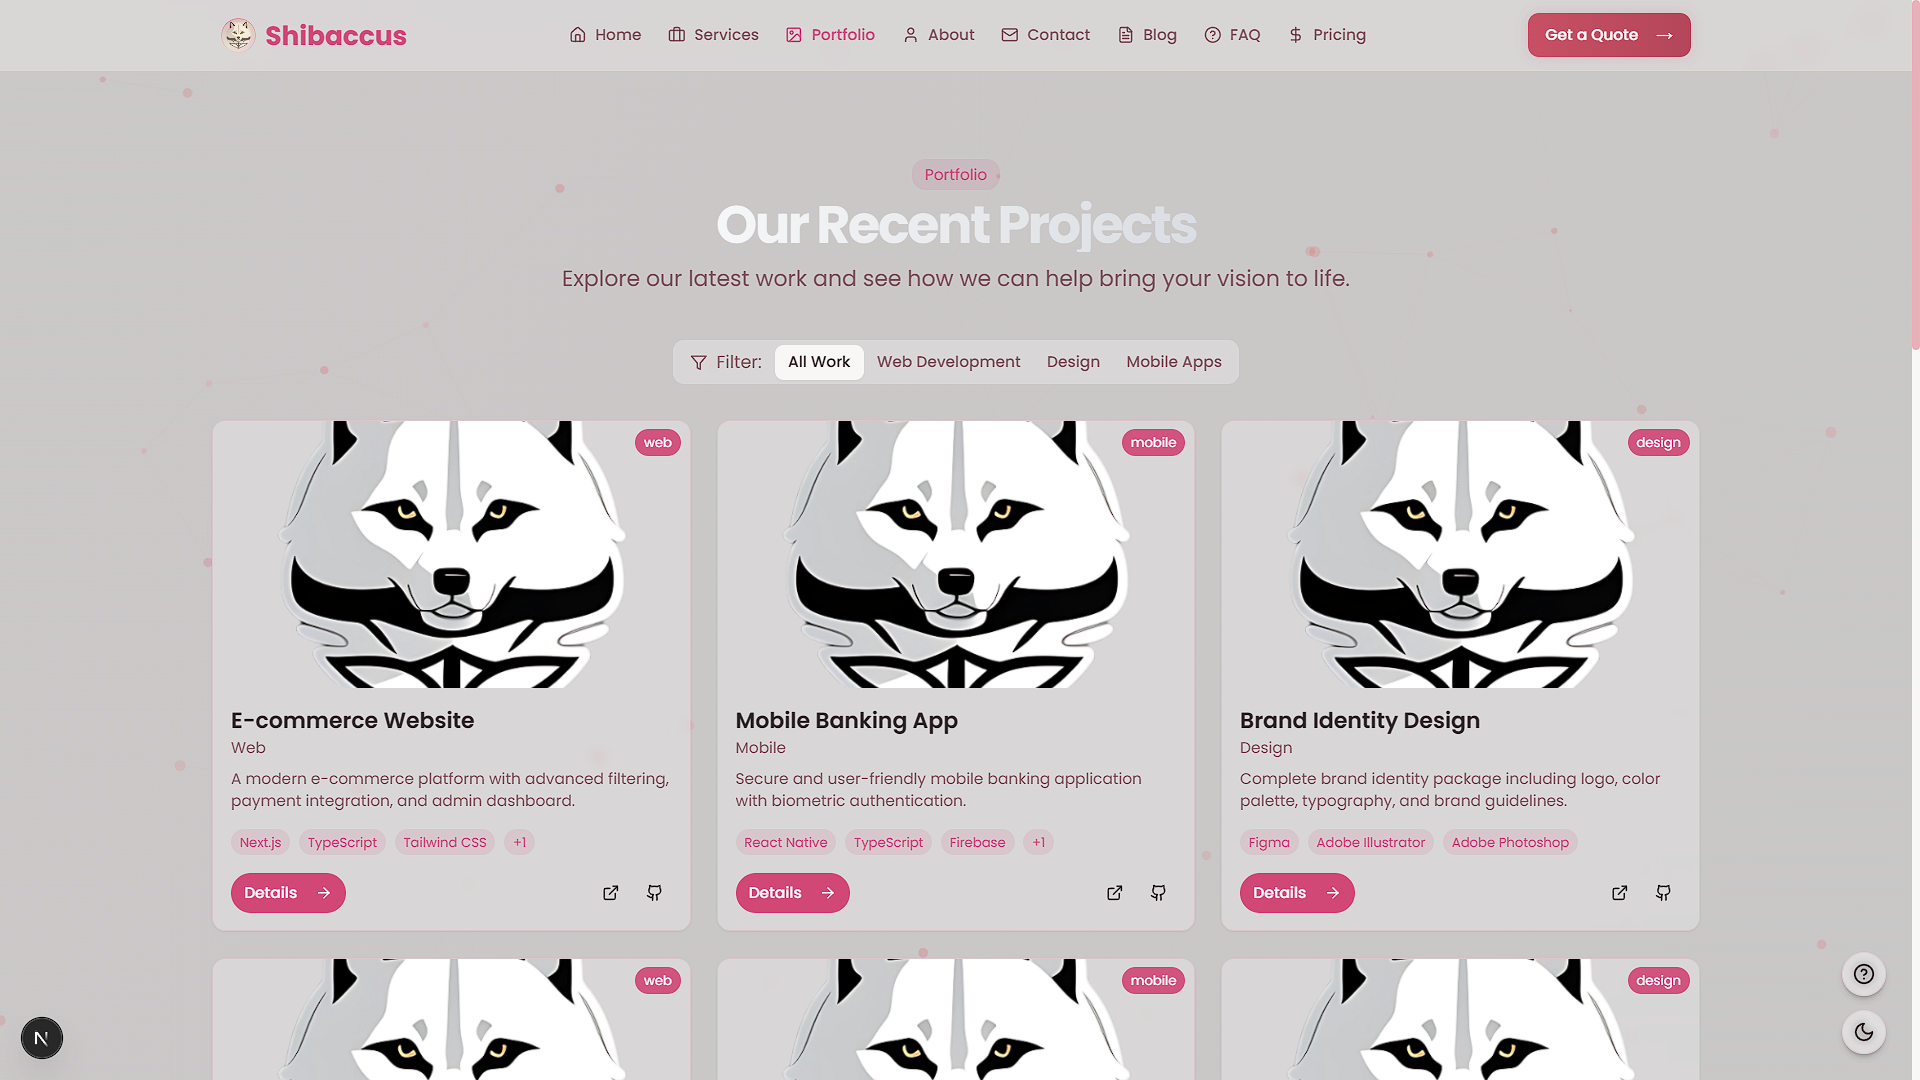 Shibaccus
Home Services Portfolio About Contact Blog FAQ Pricing
Get a Quote →
Portfolio
Our Recent Projects
Explore our latest work and see how we can help bring your vision to life.
Filter: All Work Web Development Design Mobile Apps
web
mobile
design
E-commerce Website
Web
A modern e-commerce platform with advanced filtering,
payment integration, and admin dashboard.
Next.js TypeScript Tailwind CSS +1
Details →
Mobile Banking App
Mobile
Secure and user-friendly mobile banking application
with biometric authentication.
React Native TypeScript Firebase +1
Details →
Brand Identity Design
Design
Complete brand identity package including logo, color
palette, typography, and brand guidelines.
Figma Adobe Illustrator Adobe Photoshop
Details →
web
mobile
design
N